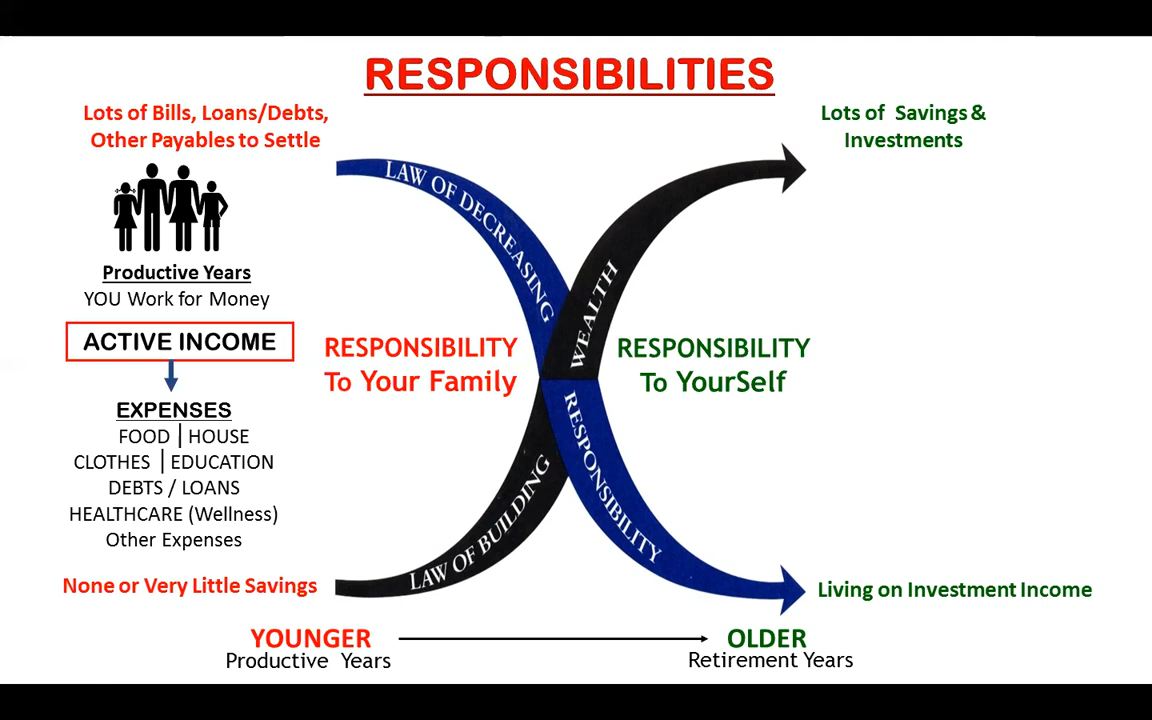 RESPONSIBILITIES
Lots of Bills, Loans/Debts,
Other Payables to Settle
Productive Years
YOU Work for Money
ACTIVE INCOME
EXPENSES
FOOD | HOUSE
CLOTHES | EDUCATION
DEBTS / LOANS
HEALTHCARE (Wellness)
Other Expenses
None or Very Little Savings
LAW OF DECREASING
RESPONSIBILITY
LAW OF BUILDING
WEALTH
RESPONSIBILITY
To Your Family
RESPONSIBILITY
To YourSelf
Lots of Savings &
Investments
Living on Investment Income
YOUNGER
Productive Years
OLDER
Retirement Years